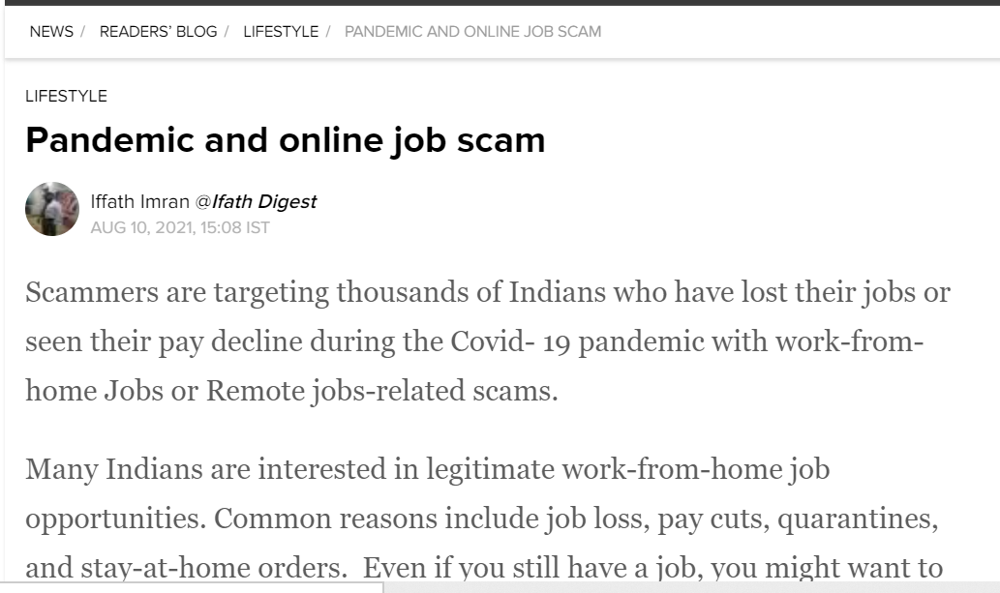 NEWS / READERS’ BLOG / LIFESTYLE / PANDEMIC AND ONLINE JOB SCAM
LIFESTYLE
Pandemic and online job scam
Iffath Imran @Ifath Digest
AUG 10, 2021, 15:08 IST
Scammers are targeting thousands of Indians who have lost their jobs or
seen their pay decline during the Covid- 19 pandemic with work-from-
home Jobs or Remote jobs-related scams.
Many Indians are interested in legitimate work-from-home job
opportunities. Common reasons include job loss, pay cuts, quarantines,
and stay-at-home orders.  Even if you still have a job, you might want to